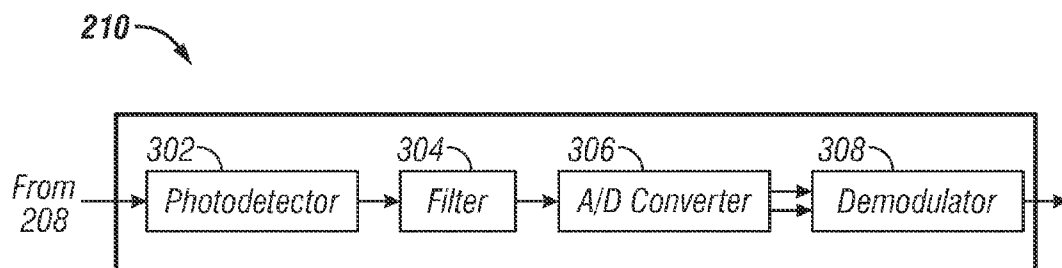 210
302
304
306
308
From
208
Photodetector
Filter
A/D Converter
Demodulator